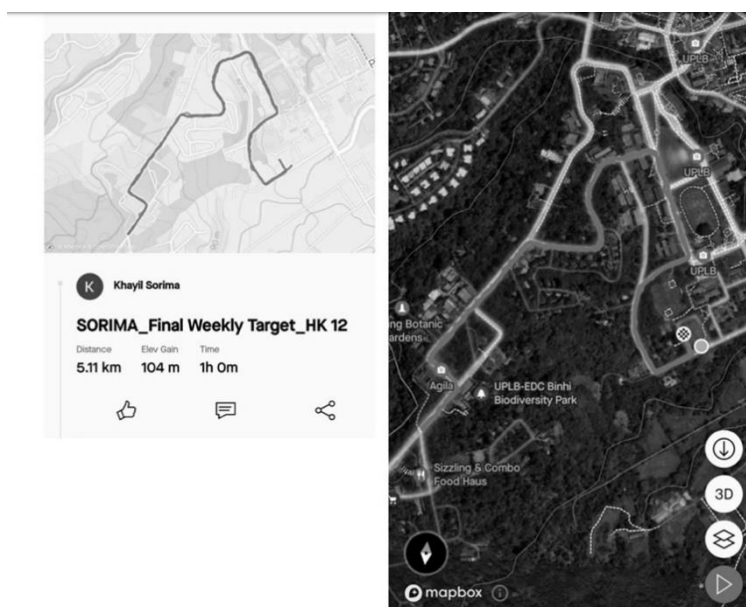 K
Khayil Sorima
SORIMA_Final Weekly Target_HK 12
Distance
Elev Gain
Time
5.11 km
104 m
1h 0m
UPLB
UPLB
UPLB
ng Botanic
ardens
Agila
UPLB-EDC Binhi
Biodiversity Park
Sizzling & Combo
Food Haus
3D
mapbox